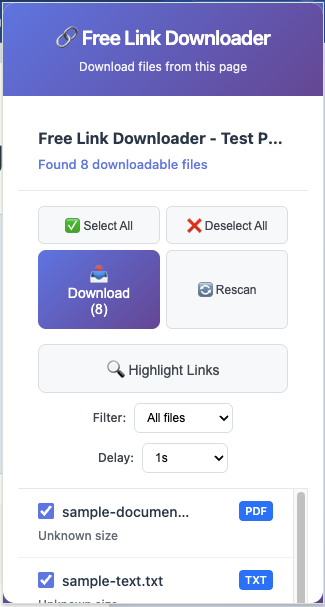 🔗 Free Link Downloader
Download files from this page
Free Link Downloader - Test P...
Found 8 downloadable files
✅ Select All
❌ Deselect All
📥
Download
(8)
🔄 Rescan
🔍 Highlight Links
Filter: All files
Delay: 1s
sample-documen... PDF
Unknown size
sample-text.txt TXT
Unknown size